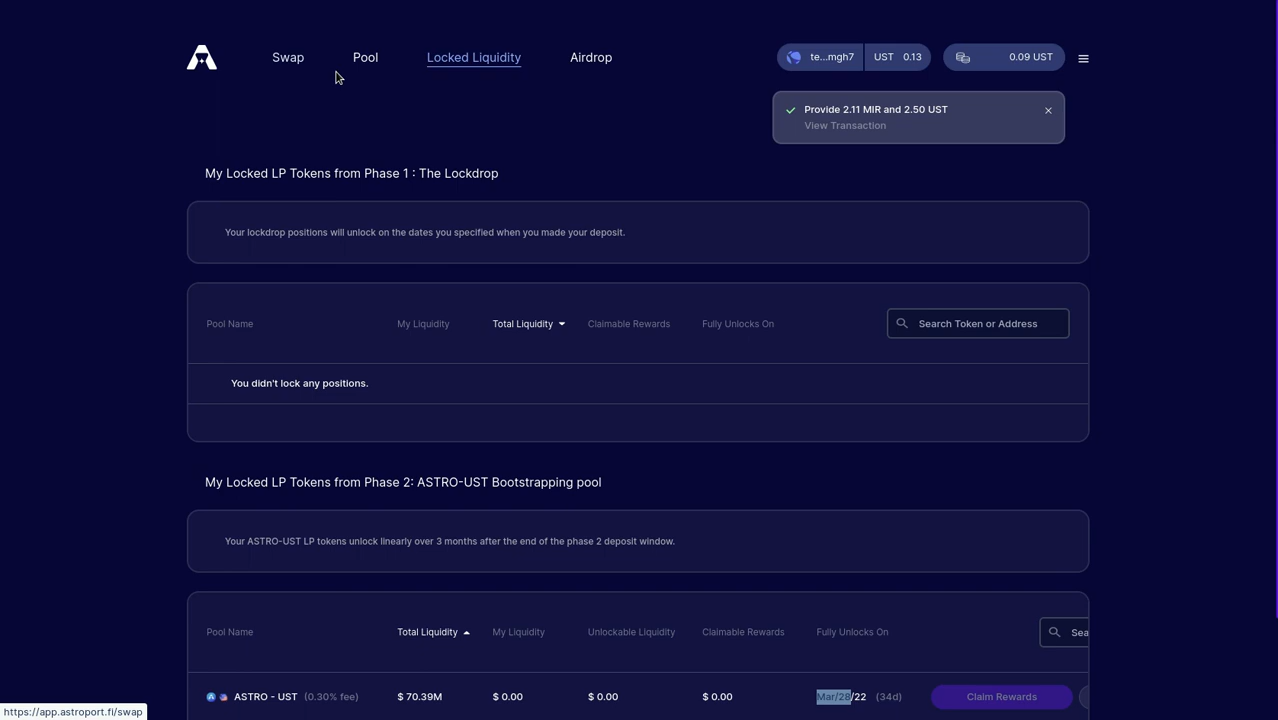 Swap Pool Locked Liquidity Airdrop te...mgh7 UST 0.13 0.09 UST
Provide 2.11 MIR and 2.50 UST
View Transaction
My Locked LP Tokens from Phase 1 : The Lockdrop
Your lockdrop positions will unlock on the dates you specified when you made your deposit.
Pool Name My Liquidity Total Liquidity Claimable Rewards Fully Unlocks On Search Token or Address
You didn't lock any positions.
My Locked LP Tokens from Phase 2: ASTRO-UST Bootstrapping pool
Your ASTRO-UST LP tokens unlock linearly over 3 months after the end of the phase 2 deposit window.
Pool Name Total Liquidity My Liquidity Unlockable Liquidity Claimable Rewards Fully Unlocks On Sea
ASTRO - UST (0.30% fee) $ 70.39M $ 0.00 $ 0.00 $ 0.00 Mar/28/22 (34d) Claim Rewards
https://app.astroport.fi/swap